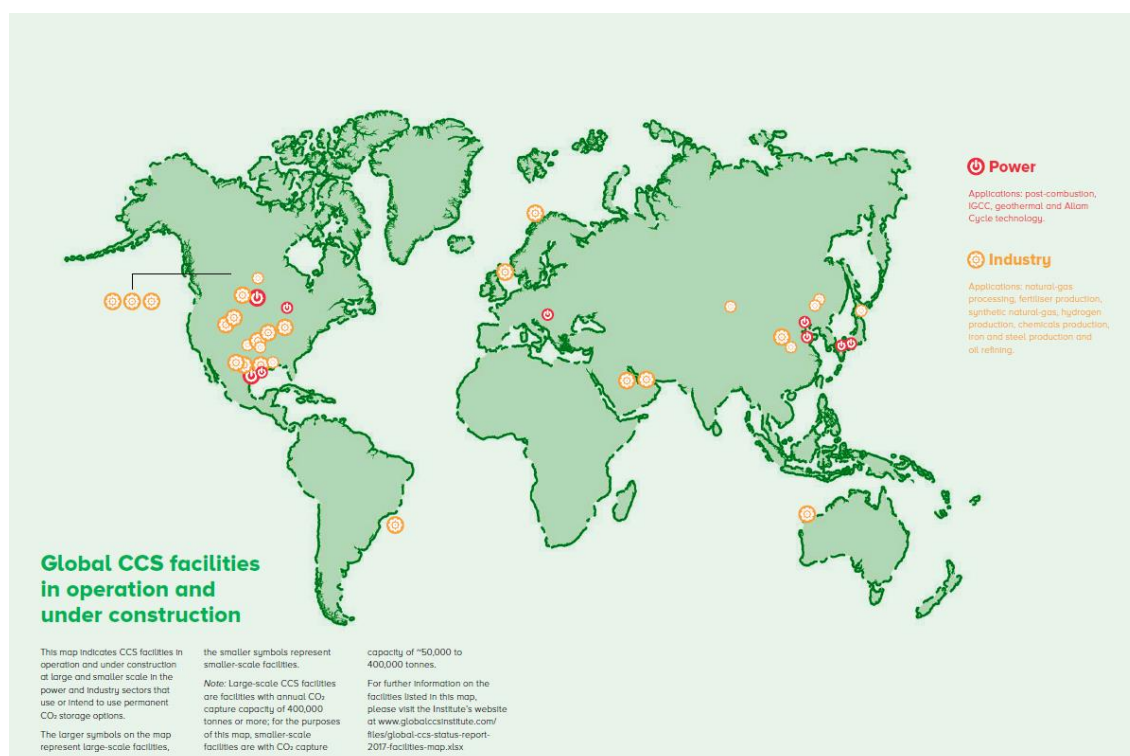 Power
Applications: post-combustion,
IGCC, geothermal and Allam
Cycle technology.
Industry
Applications: natural-gas
processing, fertiliser production,
synthetic natural-gas, hydrogen
production, chemicals production,
iron and steel production and
oil refining.
Global CCS facilities
in operation and
under construction
This map indicates CCS facilities in
operation and under construction
at large and smaller scale in the
power and industry sectors that
use or intend to use permanent
CO₂ storage options.
The larger symbols on the map
represent large-scale facilities,
the smaller symbols represent
smaller-scale facilities.
Note: Large-scale CCS facilities
are facilities with annual CO₂
capture capacity of 400,000
tonnes or more; for the purposes
of this map, smaller-scale
facilities are with CO₂ capture
capacity of ~50,000 to
400,000 tonnes.
For further information on the
facilities listed in this map,
please visit the Institute's website
at www.globalccsinstitute.com/
files/global-ccs-status-report-
2017-facilities-map.xlsx